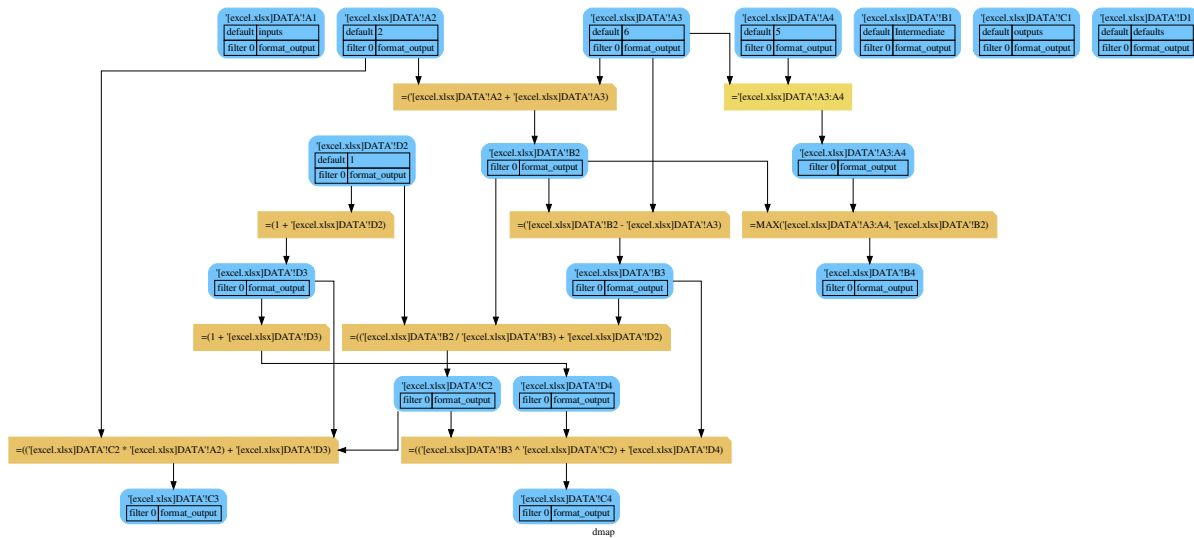 '[excel.xlsx]DATA'!A1
default inputs
filter 0 format_output
'[excel.xlsx]DATA'!A2
default 2
filter 0 format_output
'[excel.xlsx]DATA'!A3
default 6
filter 0 format_output
'[excel.xlsx]DATA'!A4
default 5
filter 0 format_output
'[excel.xlsx]DATA'!B1
default Intermediate
filter 0 format_output
'[excel.xlsx]DATA'!C1
default outputs
filter 0 format_output
'[excel.xlsx]DATA'!D1
default defaults
filter 0 format_output
=('[excel.xlsx]DATA'!A2 + '[excel.xlsx]DATA'!A3)
='[excel.xlsx]DATA'!A3:A4
'[excel.xlsx]DATA'!D2
default 1
filter 0 format_output
'[excel.xlsx]DATA'!B2
filter 0 format_output
'[excel.xlsx]DATA'!A3:A4
filter 0 format_output
=(1 + '[excel.xlsx]DATA'!D2)
=('[excel.xlsx]DATA'!B2 - '[excel.xlsx]DATA'!A3)
=MAX('[excel.xlsx]DATA'!A3:A4, '[excel.xlsx]DATA'!B2)
'[excel.xlsx]DATA'!D3
filter 0 format_output
'[excel.xlsx]DATA'!B3
filter 0 format_output
'[excel.xlsx]DATA'!B4
filter 0 format_output
=(1 + '[excel.xlsx]DATA'!D3)
=(('[excel.xlsx]DATA'!B2 / '[excel.xlsx]DATA'!B3) + '[excel.xlsx]DATA'!D2)
'[excel.xlsx]DATA'!C2
filter 0 format_output
'[excel.xlsx]DATA'!D4
filter 0 format_output
=(('[excel.xlsx]DATA'!C2 * '[excel.xlsx]DATA'!A2) + '[excel.xlsx]DATA'!D3)
=(('[excel.xlsx]DATA'!B3 ^ '[excel.xlsx]DATA'!C2) + '[excel.xlsx]DATA'!D4)
'[excel.xlsx]DATA'!C3
filter 0 format_output
'[excel.xlsx]DATA'!C4
filter 0 format_output
dmap